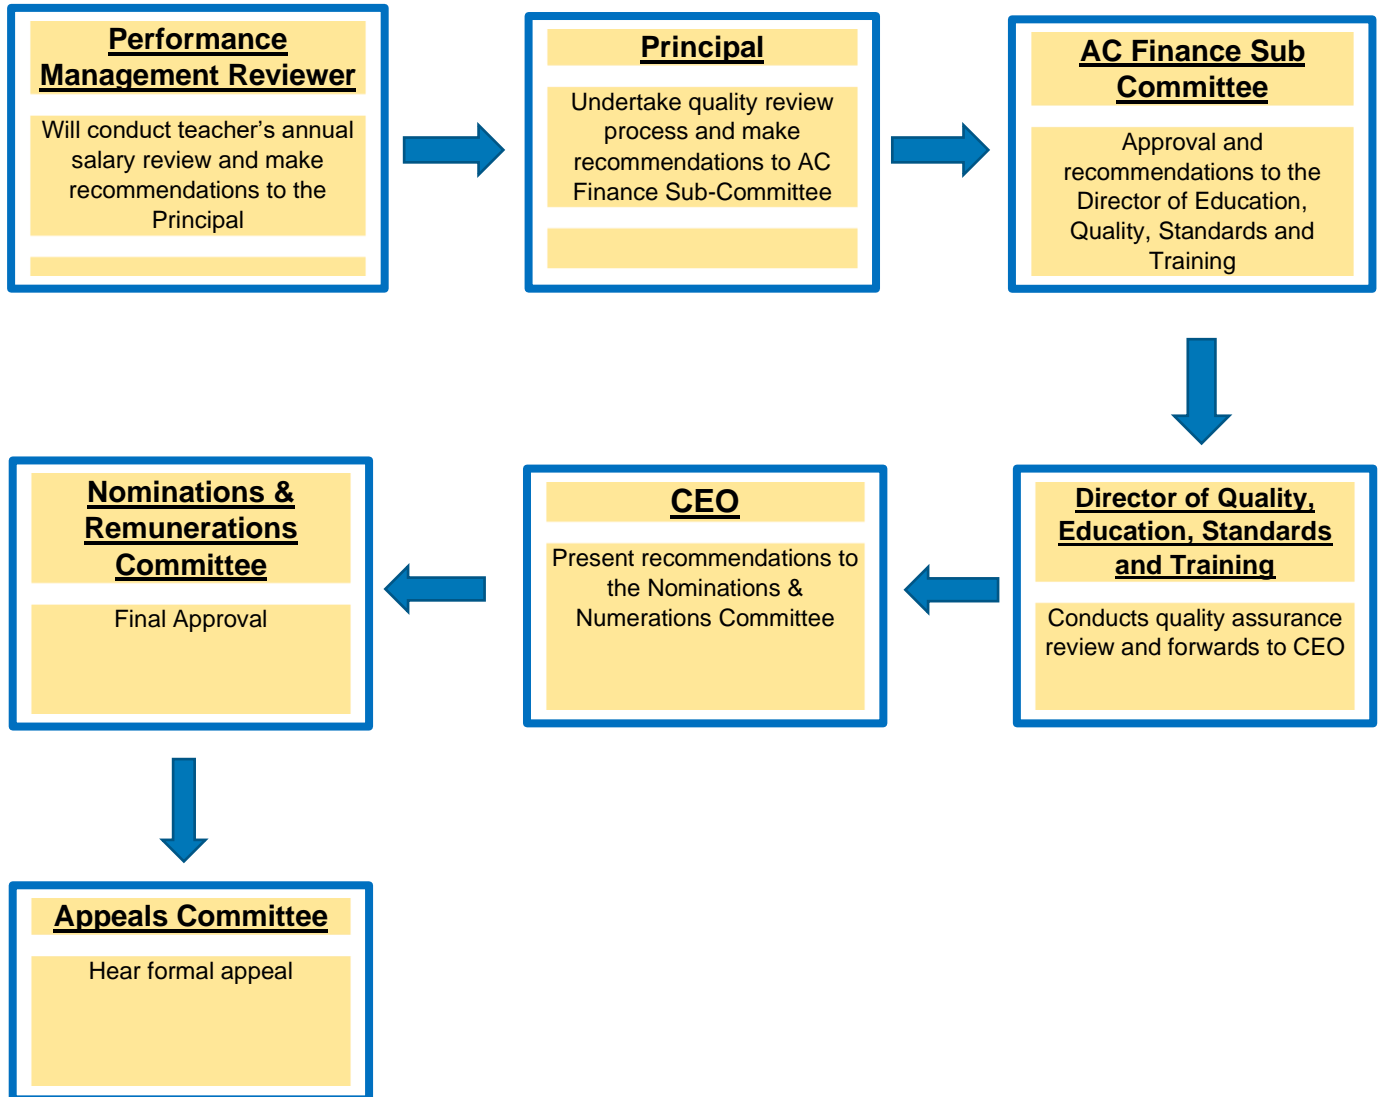 Performance
Management Reviewer
Will conduct teacher’s annual
salary review and make
recommendations to the
Principal
Principal
Undertake quality review
process and make
recommendations to AC
Finance Sub-Committee
AC Finance Sub
Committee
Approval and
recommendations to the
Director of Education,
Quality, Standards and
Training
Nominations &
Remunerations
Committee
Final Approval
CEO
Present recommendations to
the Nominations &
Numerations Committee
Director of Quality,
Education, Standards
and Training
Conducts quality assurance
review and forwards to CEO
Appeals Committee
Hear formal appeal